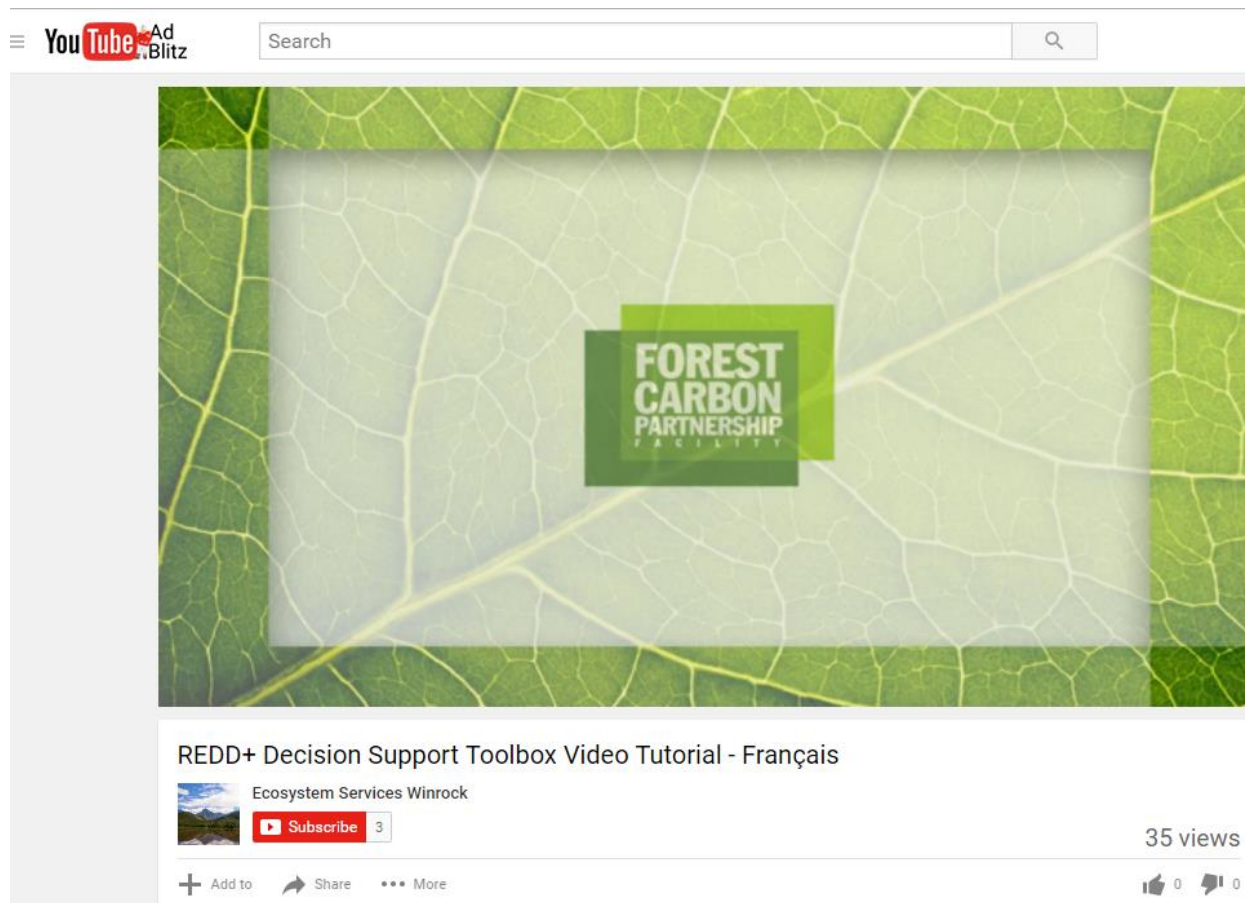 YouTube Ad
Blitz
Search
FOREST
CARBON
PARTNERSHIP
FACILITY
REDD+ Decision Support Toolbox Video Tutorial - Français
Ecosystem Services Winrock
Subscribe 3
35 views
Add to Share More 0 0